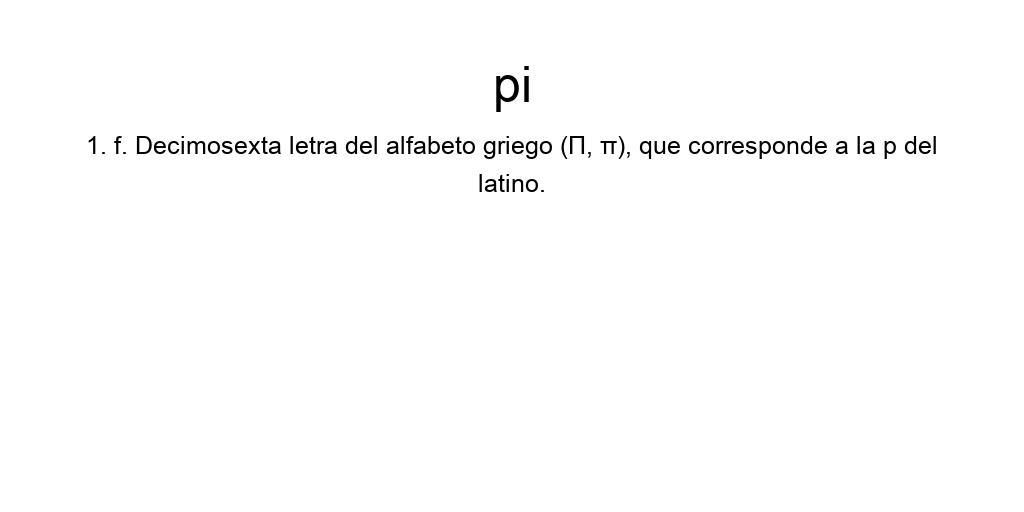 pi
1. f. Decimosexta letra del alfabeto griego (Π, π), que corresponde a la p del
latino.